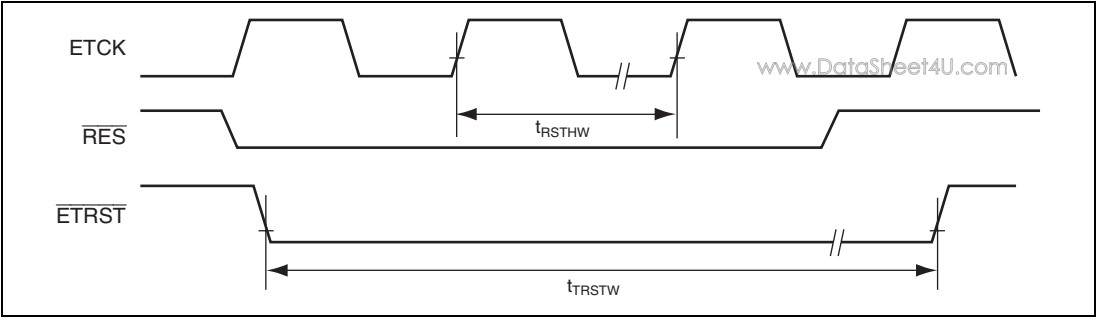 ETCK
www.DataSheet4U.com
tRSTHW
RES
ETRST
tTRSTW